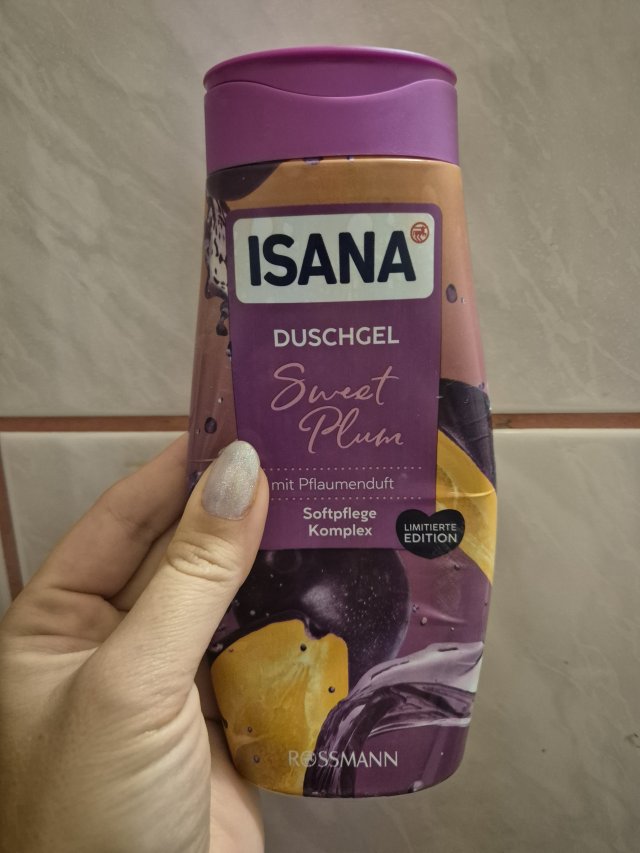 ISANA
DUSCHGEL
Sweet
Plum
mit Pflaumenduft
Softpflege
Komplex
LIMITIERTE
EDITION
ROSSMANN